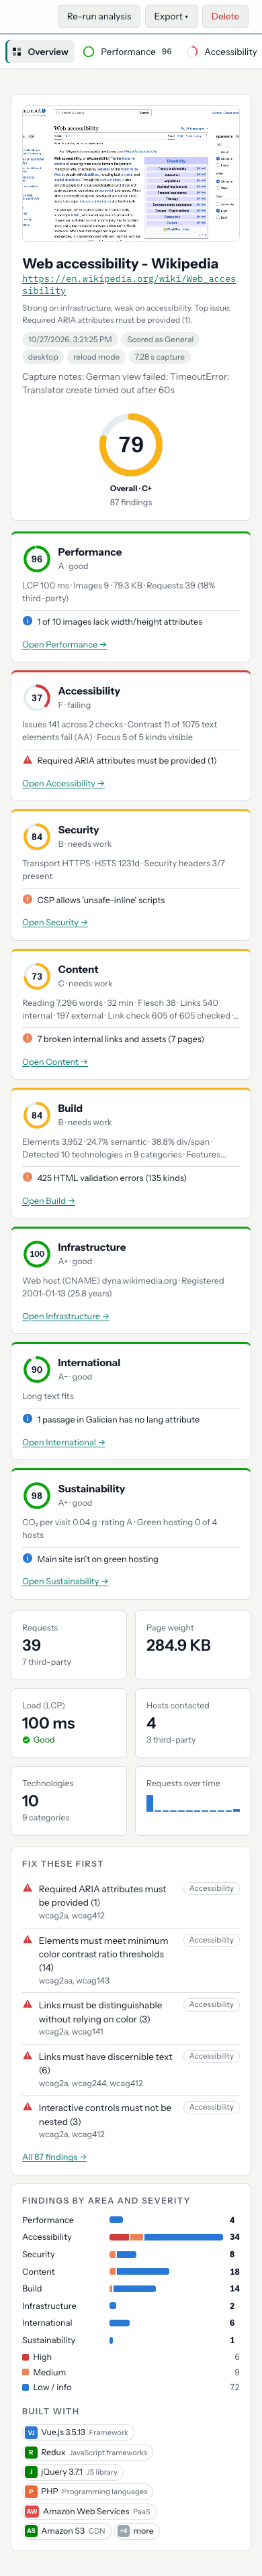 Re-run analysis Export ▾ Delete
Overview Performance 96 Accessibility
Web accessibility
Web accessibility - Wikipedia
https://en.wikipedia.org/wiki/Web_acces
sibility
Strong on infrastructure, weak on accessibility. Top issue:
Required ARIA attributes must be provided (1).
10/27/2026, 3:21:25 PM Scored as General
desktop reload mode 7.28 s capture
Capture notes: German view failed: TimeoutError:
Translator create timed out after 60s
79
Overall · C+
87 findings
96 Performance
A · good
LCP 100 ms · Images 9 · 79.3 KB · Requests 39 (18%
third-party)
1 of 10 images lack width/height attributes
Open Performance →
37 Accessibility
F · failing
Issues 141 across 2 checks · Contrast 11 of 1075 text
elements fail (AA) · Focus 5 of 5 kinds visible
Required ARIA attributes must be provided (1)
Open Accessibility →
84 Security
B · needs work
Transport HTTPS · HSTS 1231d · Security headers 3/7
present
CSP allows 'unsafe-inline' scripts
Open Security →
73 Content
C · needs work
Reading 7,296 words · 32 min · Flesch 38 · Links 540
internal · 197 external · Link check 605 of 605 checked ·…
7 broken internal links and assets (7 pages)
Open Content →
84 Build
B · needs work
Elements 3,952 · 24.7% semantic · 38.8% div/span ·
Detected 10 technologies in 9 categories · Features…
425 HTML validation errors (135 kinds)
Open Build →
100 Infrastructure
A+ · good
Web host (CNAME) dyna.wikimedia.org · Registered
2001-01-13 (25.8 years)
Open Infrastructure →
90 International
A− · good
Long text fits
1 passage in Galician has no lang attribute
Open International →
98 Sustainability
A+ · good
CO₂ per visit 0.04 g · rating A · Green hosting 0 of 4
hosts
Main site isn't on green hosting
Open Sustainability →
Requests Page weight
39 284.9 KB
7 third-party
Load (LCP) Hosts contacted
100 ms 4
Good 3 third-party
Technologies Requests over time
10
9 categories
FIX THESE FIRST
Required ARIA attributes must Accessibility
be provided (1)
wcag2a, wcag412
Elements must meet minimum Accessibility
color contrast ratio thresholds
(14)
wcag2aa, wcag143
Links must be distinguishable Accessibility
without relying on color (3)
wcag2a, wcag141
Links must have discernible text Accessibility
(6)
wcag2a, wcag244, wcag412
Interactive controls must not be Accessibility
nested (3)
wcag2a, wcag412
All 87 findings →
FINDINGS BY AREA AND SEVERITY
Performance 4
Accessibility 34
Security 8
Content 18
Build 14
Infrastructure 2
International 6
Sustainability 1
High 6
Medium 9
Low / info 72
BUILT WITH
VJ Vue.js 3.5.13 Framework
R Redux JavaScript frameworks
J jQuery 3.7.1 JS library
P PHP Programming languages
AW Amazon Web Services PaaS
AS Amazon S3 CDN +4 more